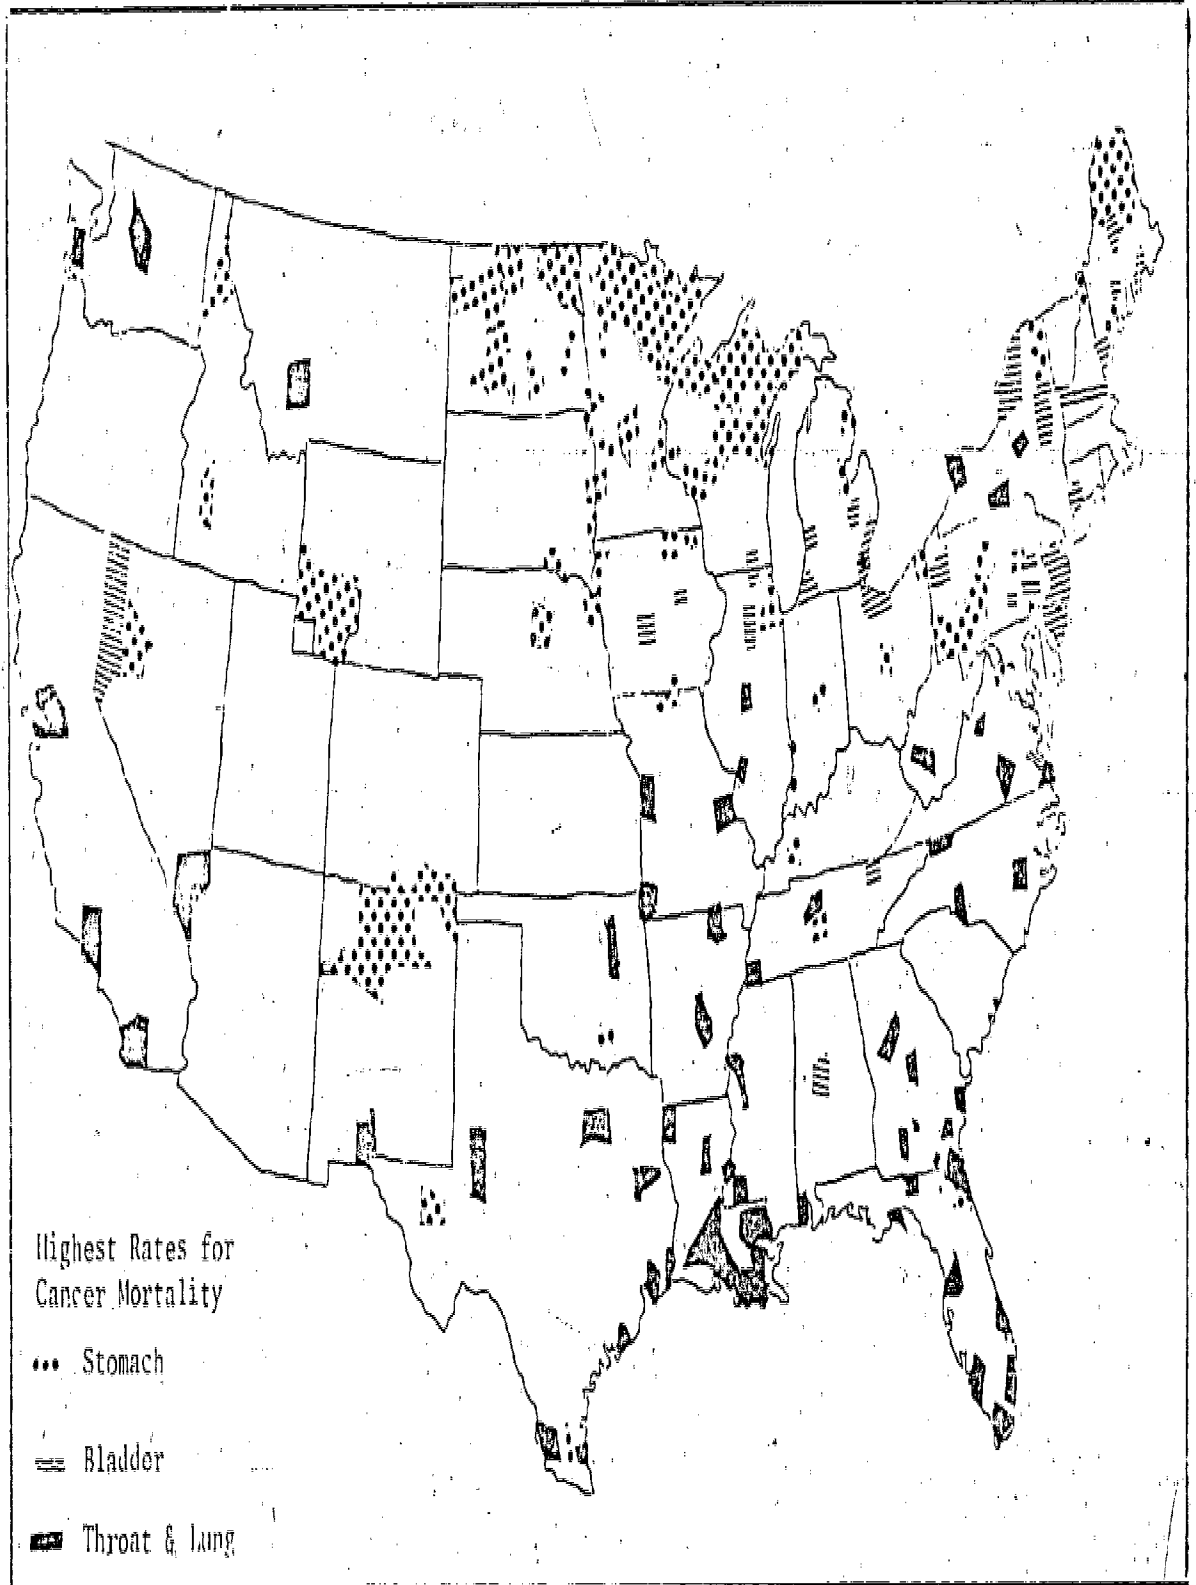 Highest Rates for
Cancer Mortality
Stomach
Bladder
Throat & Lung